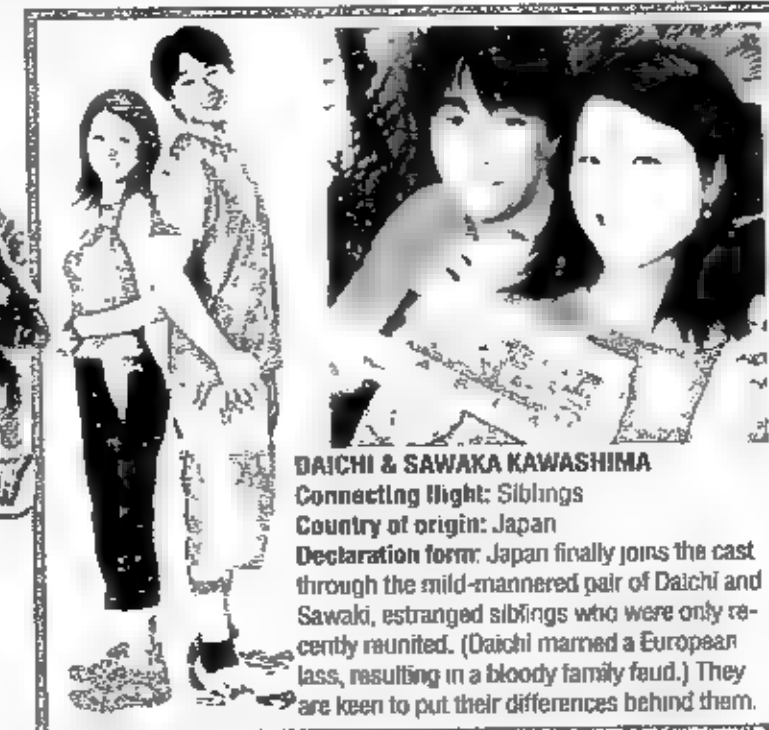 DAICHI & SAWAKA KAWASHIMA
Connecting flight: Siblings
Country of origin: Japan
Declaration form: Japan finally joins the cast
through the mild-mannered pair of Daichi and
Sawaki, estranged siblings who were only re-
cently reunited. (Daichi married a European
lass, resulting in a bloody family feud.) They
are keen to put their differences behind them.